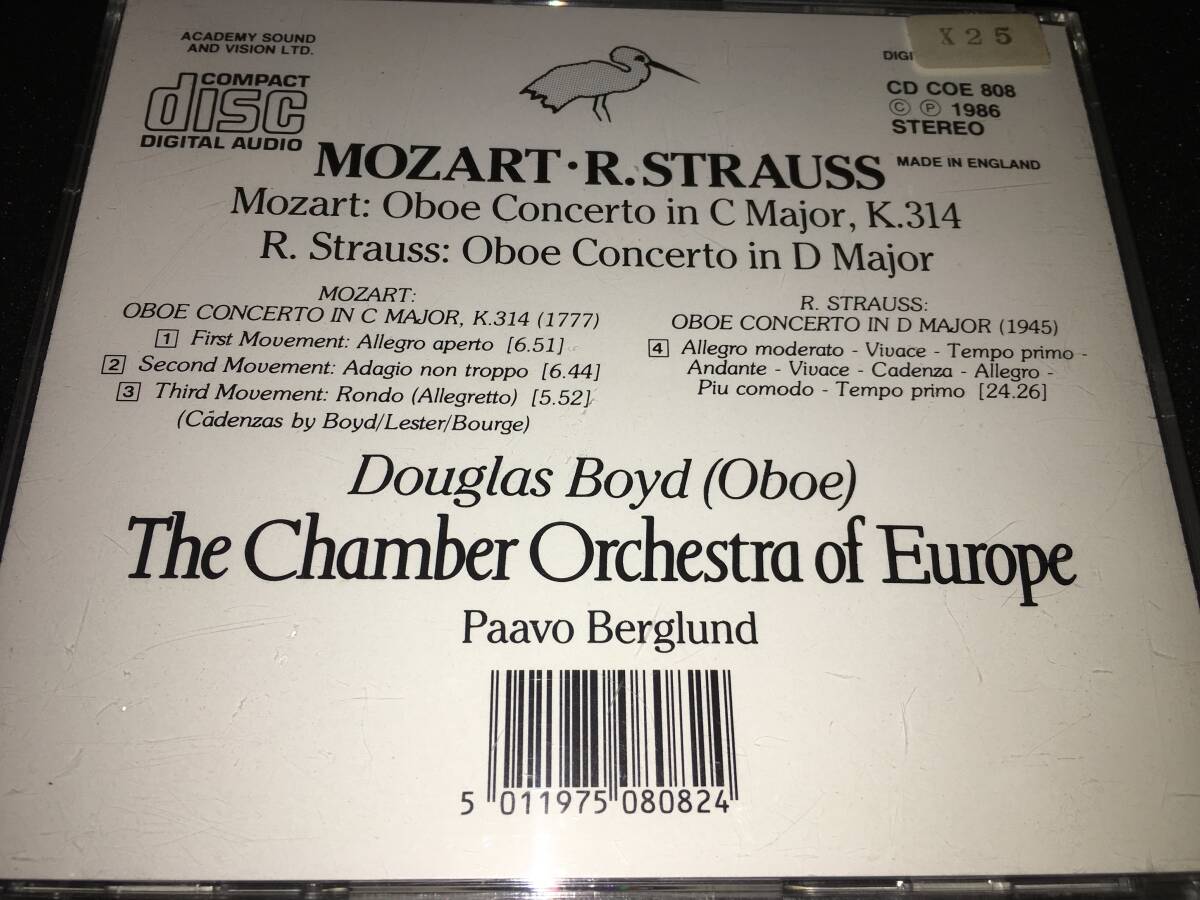 ACADEMY SOUND
AND VISION LTD.
COMPACT
disc
DIGITAL AUDIO
X25
CD COE 808
© ℗ 1986
STEREO
MADE IN ENGLAND
MOZART · R. STRAUSS
Mozart: Oboe Concerto in C Major, K.314
R. Strauss: Oboe Concerto in D Major
MOZART:
OBOE CONCERTO IN C MAJOR, K.314 (1777)
1 First Movement: Allegro aperto [6.51]
2 Second Movement: Adagio non troppo [6.44]
3 Third Movement: Rondo (Allegretto) [5.52]
(Cadenzas by Boyd/Lester/Bourge)
R. STRAUSS:
OBOE CONCERTO IN D MAJOR (1945)
4 Allegro moderato - Vivace - Tempo primo -
Andante - Vivace - Cadenza - Allegro -
Piu comodo - Tempo primo [24.26]
Douglas Boyd (Oboe)
The Chamber Orchestra of Europe
Paavo Berglund
5 011975 080824